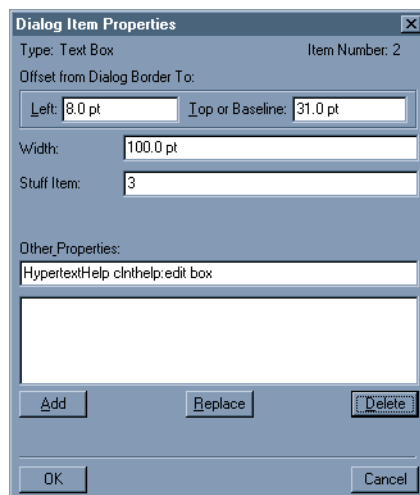 Dialog Item Properties
Type: Text Box Item Number: 2
Offset from Dialog Border To:
Left: 8.0 pt Top or Baseline: 31.0 pt
Width: 100.0 pt
Stuff Item: 3
Other_Properties:
HypertextHelp clnthelp:edit box
Add Replace Delete
OK Cancel